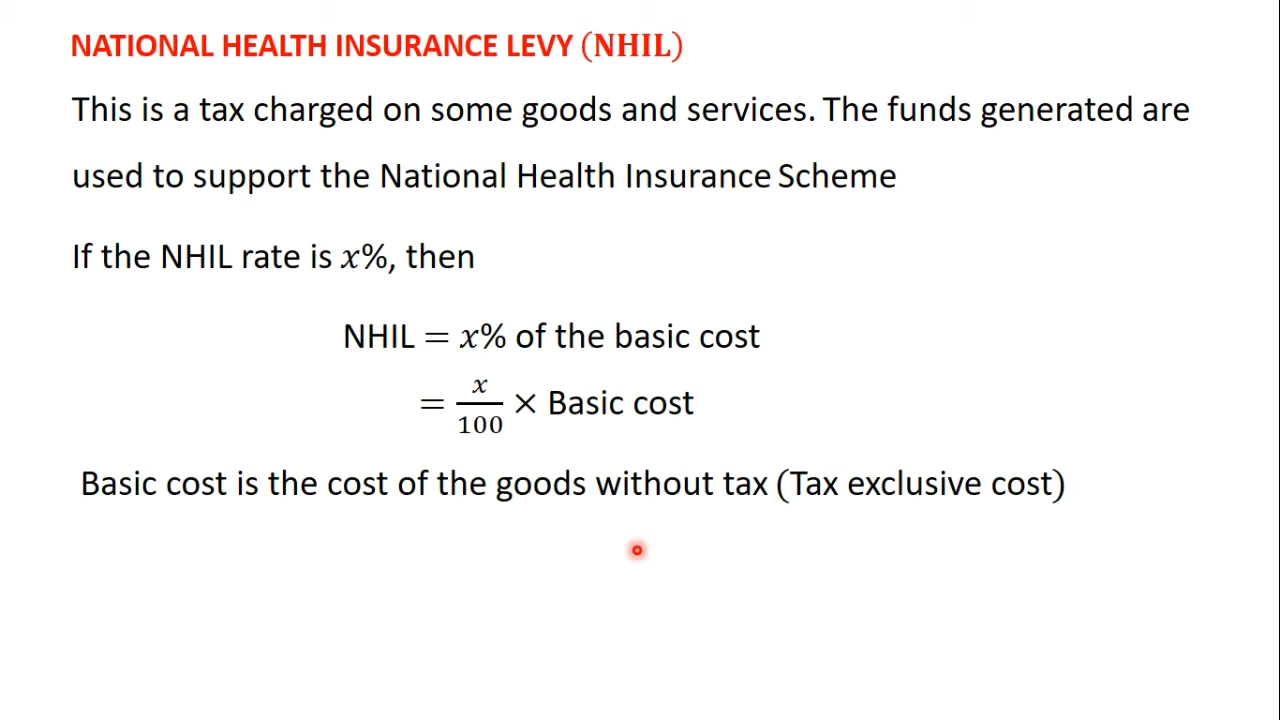 NATIONAL HEALTH INSURANCE LEVY (NHIL)
This is a tax charged on some goods and services. The funds generated are
used to support the National Health Insurance Scheme
If the NHIL rate is 𝑥%, then
NHIL = 𝑥% of the basic cost
= 𝑥/100 × Basic cost
Basic cost is the cost of the goods without tax (Tax exclusive cost)